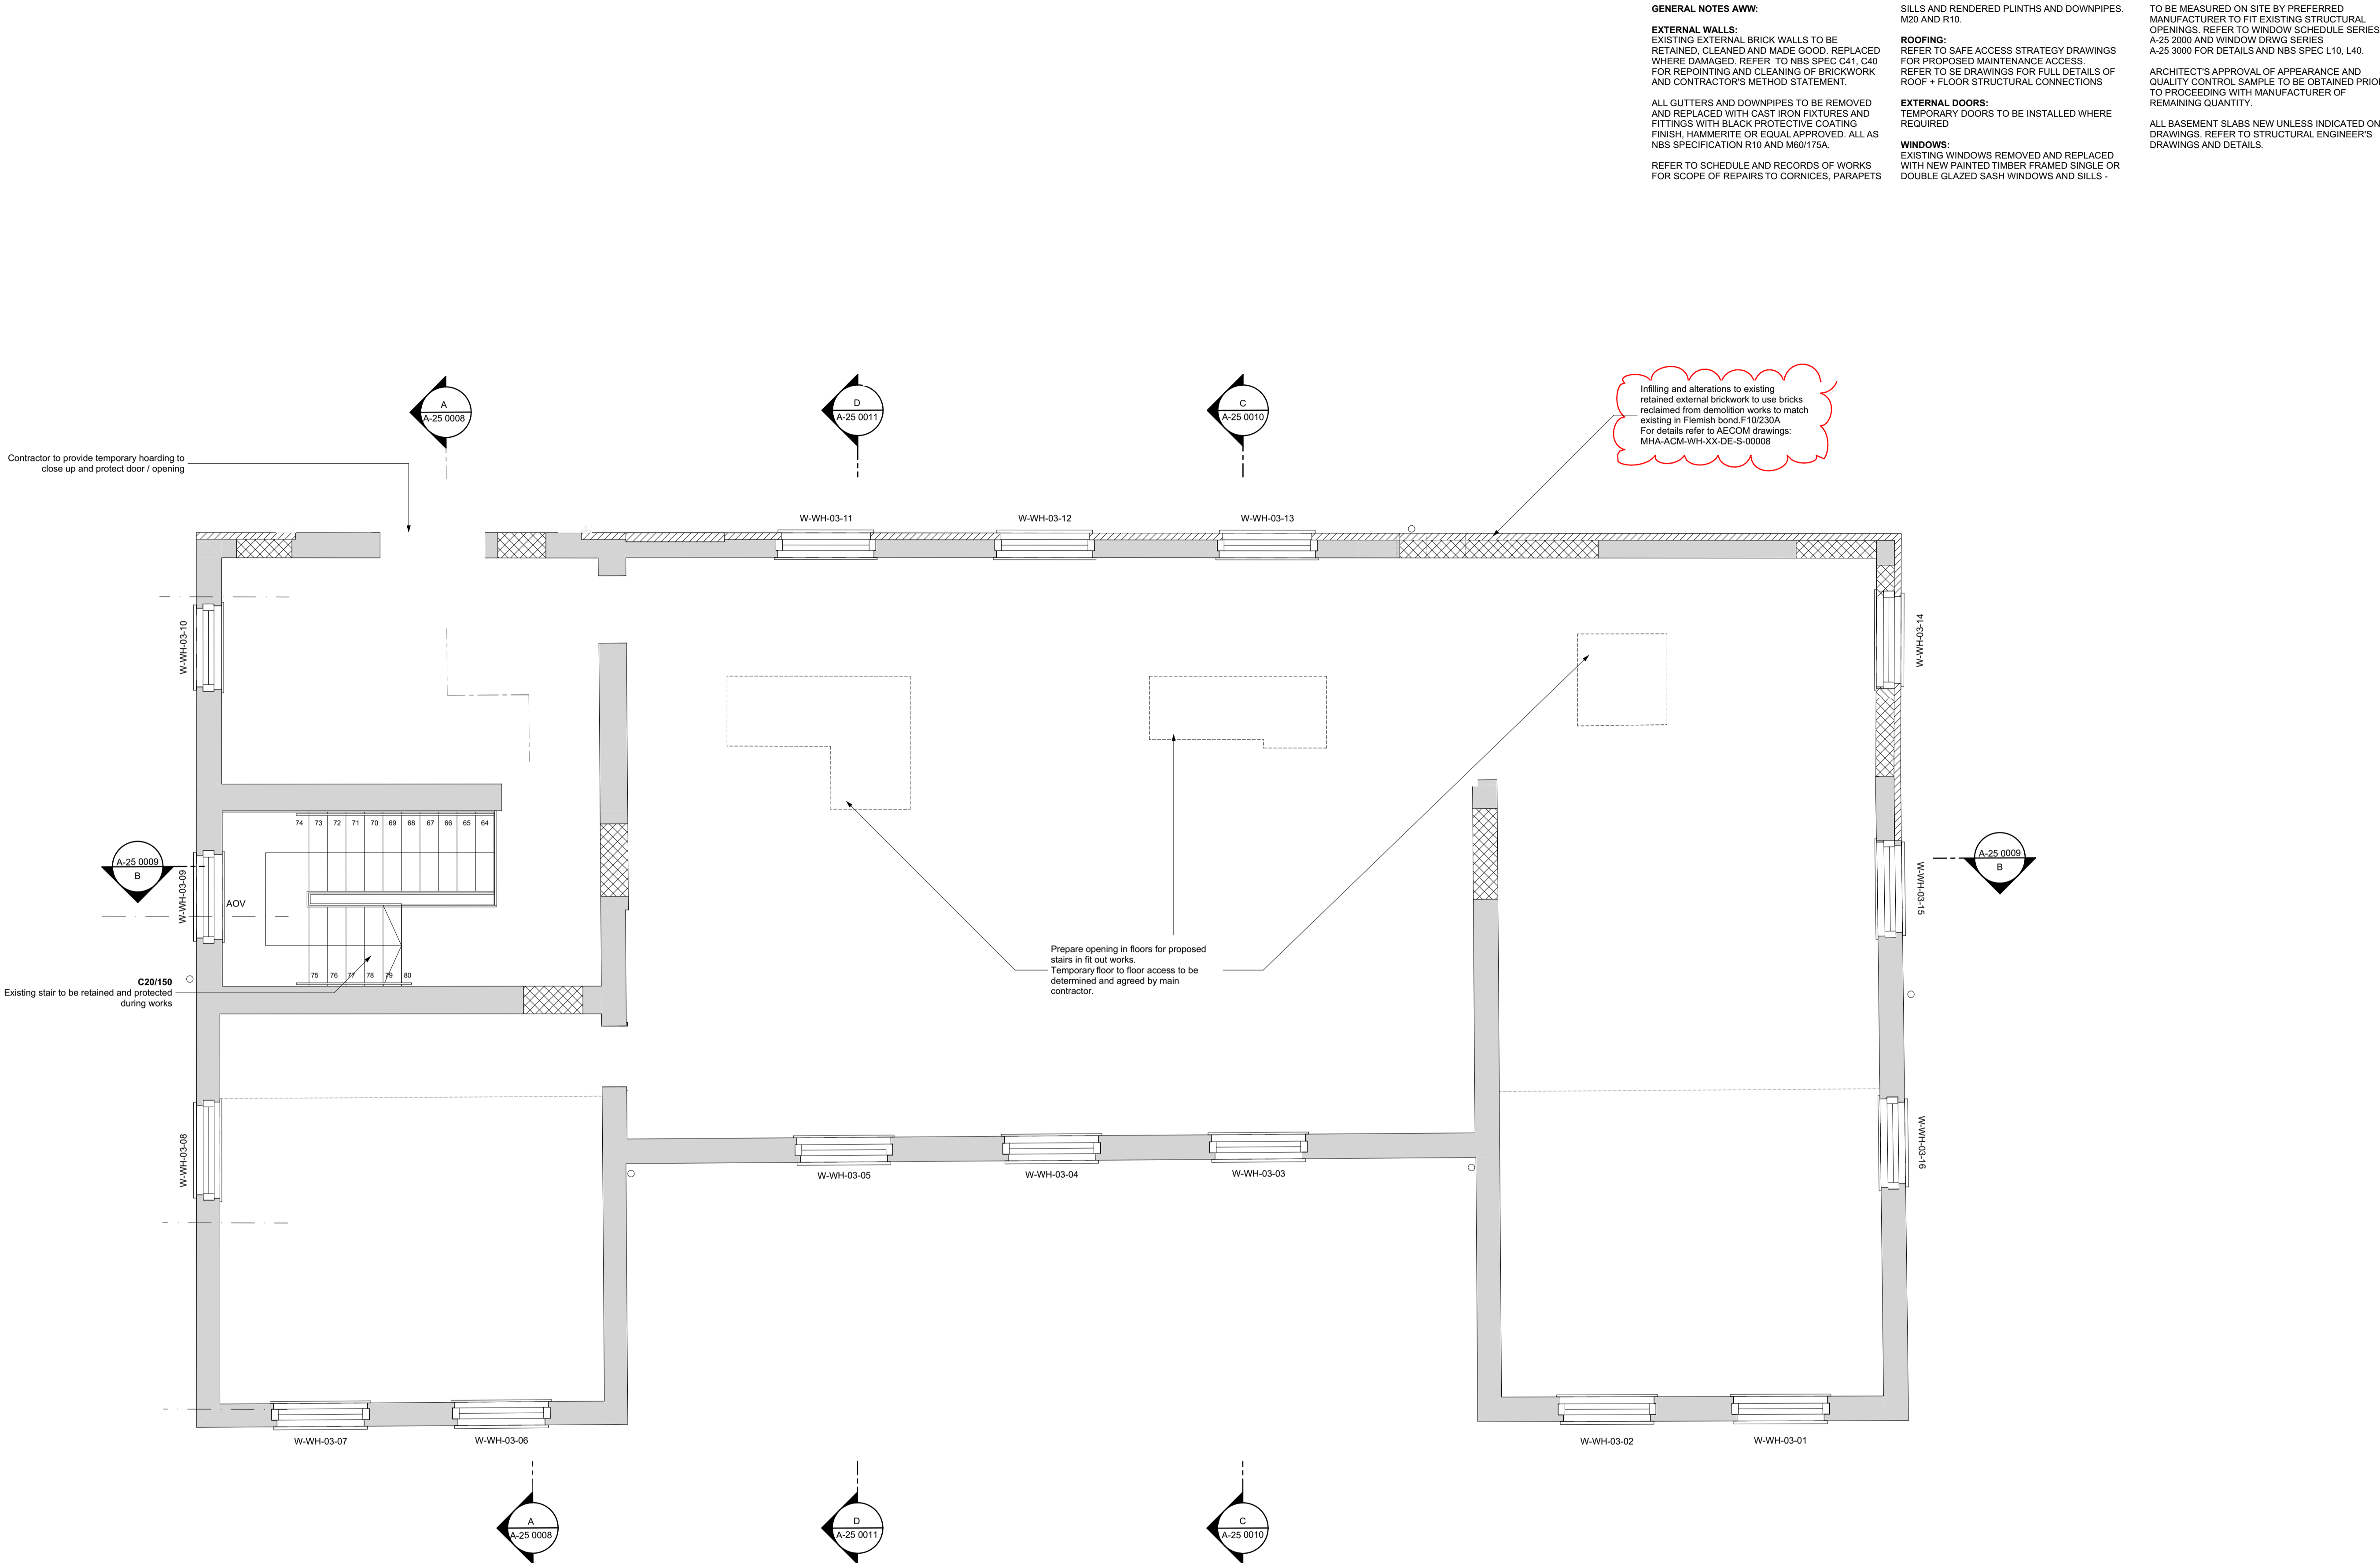 GENERAL NOTES AWW:
EXTERNAL WALLS:
EXISTING EXTERNAL BRICK WALLS TO BE
RETAINED, CLEANED AND MADE GOOD. REPLACED
WHERE DAMAGED. REFER TO NBS SPEC C41, C40
FOR REPOINTING AND CLEANING OF BRICKWORK
AND CONTRACTOR'S METHOD STATEMENT.
ALL GUTTERS AND DOWNPIPES TO BE REMOVED
AND REPLACED WITH CAST IRON FIXTURES AND
FITTINGS WITH BLACK PROTECTIVE COATING
FINISH, HAMMERITE OR EQUAL APPROVED. ALL AS
NBS SPECIFICATION R10 AND M60/175A.
REFER TO SCHEDULE AND RECORDS OF WORKS
FOR SCOPE OF REPAIRS TO CORNICES, PARAPETS
SILLS AND RENDERED PLINTHS AND DOWNPIPES.
M20 AND R10.
ROOFING:
REFER TO SAFE ACCESS STRATEGY DRAWINGS
FOR PROPOSED MAINTENANCE ACCESS.
REFER TO SE DRAWINGS FOR FULL DETAILS OF
ROOF + FLOOR STRUCTURAL CONNECTIONS
EXTERNAL DOORS:
TEMPORARY DOORS TO BE INSTALLED WHERE
REQUIRED
WINDOWS:
EXISTING WINDOWS REMOVED AND REPLACED
WITH NEW PAINTED TIMBER FRAMED SINGLE OR
DOUBLE GLAZED SASH WINDOWS AND SILLS -
TO BE MEASURED ON SITE BY PREFERRED
MANUFACTURER TO FIT EXISTING STRUCTURAL
OPENINGS. REFER TO WINDOW SCHEDULE SERIES
A-25 2000 AND WINDOW DRWG SERIES
A-25 3000 FOR DETAILS AND NBS SPEC L10, L40.
ARCHITECT'S APPROVAL OF APPEARANCE AND
QUALITY CONTROL SAMPLE TO BE OBTAINED PRIOR
TO PROCEEDING WITH MANUFACTURER OF
REMAINING QUANTITY.
ALL BASEMENT SLABS NEW UNLESS INDICATED ON
DRAWINGS. REFER TO STRUCTURAL ENGINEER'S
DRAWINGS AND DETAILS.
A
A-25 0008
D
A-25 0011
C
A-25 0010
Infilling and alterations to existing
retained external brickwork to use bricks
reclaimed from demolition works to match
existing in Flemish bond.F10/230A
For details refer to AECOM drawings:
MHA-ACM-WH-XX-DE-S-00008
Contractor to provide temporary hoarding to
close up and protect door / opening
W-WH-03-11
W-WH-03-12
W-WH-03-13
W-WH-03-10
W-WH-03-14
74 73 72 71 70 69 68 67 66 65 64
A-25 0009
B
W-WH-03-09
AOV
A-25 0009
B
W-WH-03-15
75 76 77 78 79 80
C20/150
Existing stair to be retained and protected
during works
Prepare opening in floors for proposed
stairs in fit out works.
Temporary floor to floor access to be
determined and agreed by main
contractor.
W-WH-03-08
W-WH-03-16
W-WH-03-05
W-WH-03-04
W-WH-03-03
W-WH-03-07
W-WH-03-06
W-WH-03-02
W-WH-03-01
A
A-25 0008
D
A-25 0011
C
A-25 0010